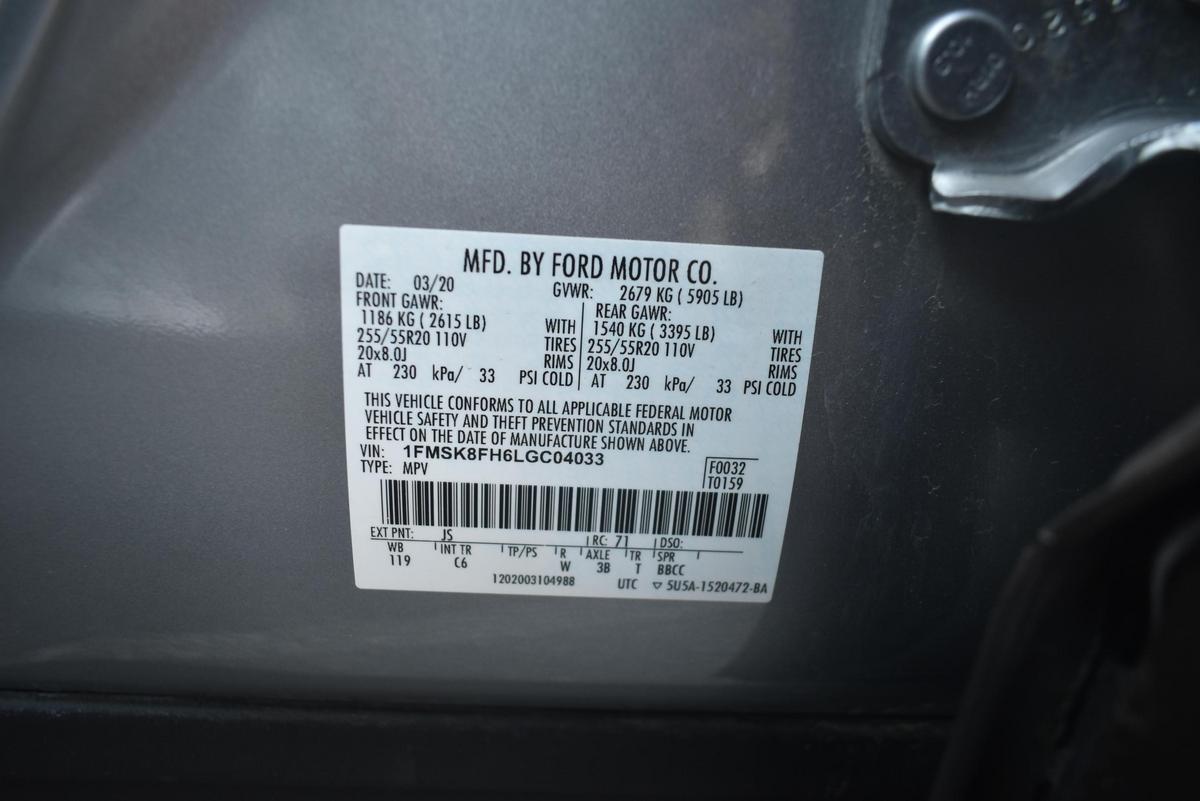 MFD. BY FORD MOTOR CO.
DATE: 03/20 GVWR: 2679 KG ( 5905 LB)
FRONT GAWR: REAR GAWR:
1186 KG ( 2615 LB) WITH 1540 KG ( 3395 LB) WITH
255/55R20 110V TIRES 255/55R20 110V TIRES
20x8.0J RIMS 20x8.0J RIMS
AT 230 kPa/ 33 PSI COLD AT 230 kPa/ 33 PSI COLD
THIS VEHICLE CONFORMS TO ALL APPLICABLE FEDERAL MOTOR
VEHICLE SAFETY AND THEFT PREVENTION STANDARDS IN
EFFECT ON THE DATE OF MANUFACTURE SHOWN ABOVE.
VIN: 1FMSK8FH6LGC04033
TYPE: MPV F0032
T0159
EXT PNT: JS RC: 71 DSO:
WB INT TR TP/PS R AXLE TR SPR
119 C6 W 3B T BBCC
1202003104988 UTC ▽ 5U5A-1520472-BA